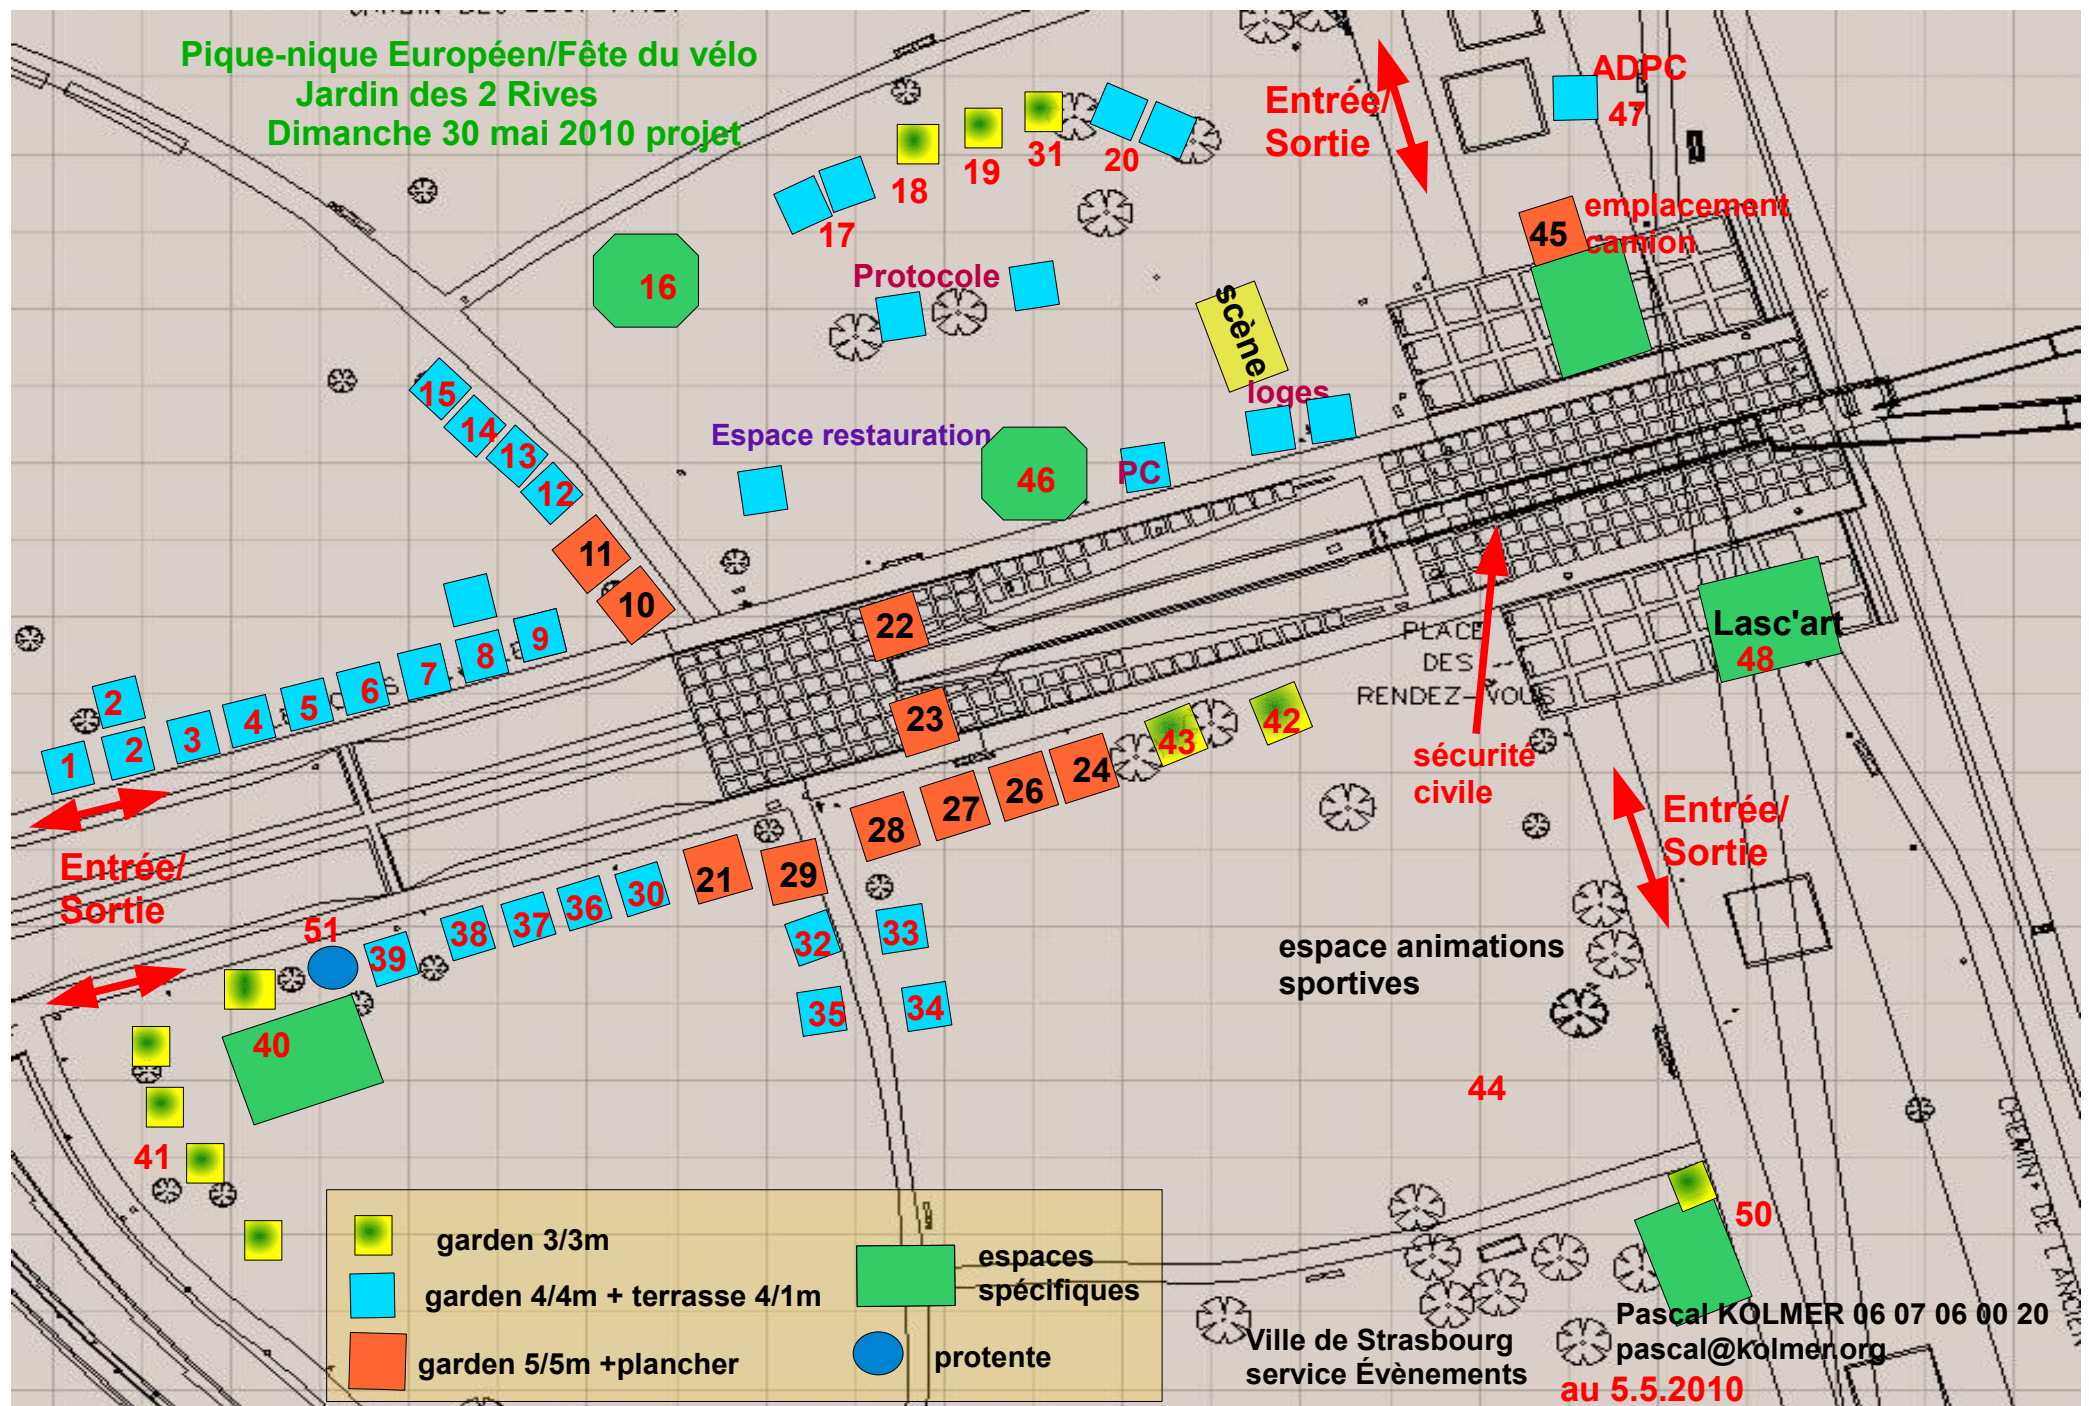 Pique-nique Européen/Fête du vélo
Jardin des 2 Rives
Dimanche 30 mai 2010 projet
Entrée/
Sortie
ADPC
47
emplacement
camion
45
31
20
19
18
17
16
Protocole
scène
loges
Espace restauration
46
PC
15
14
13
12
11
10
9
8
7
6
5
4
3
2
2
1
22
23
PLACE
DES
RENDEZ-VOUS
Lasc'art
48
sécurité
civile
42
43
24
26
27
28
29
21
30
36
37
38
39
51
Entrée/
Sortie
Entrée/
Sortie
32
33
35
34
40
41
espace animations
sportives
44
50
CHEMIN DE L'ANCIEN
garden 3/3m
garden 4/4m + terrasse 4/1m
garden 5/5m +plancher
espaces
spécifiques
protente
Ville de Strasbourg
service Évènements
Pascal KOLMER 06 07 06 00 20
pascal@kolmer.org
au 5.5.2010